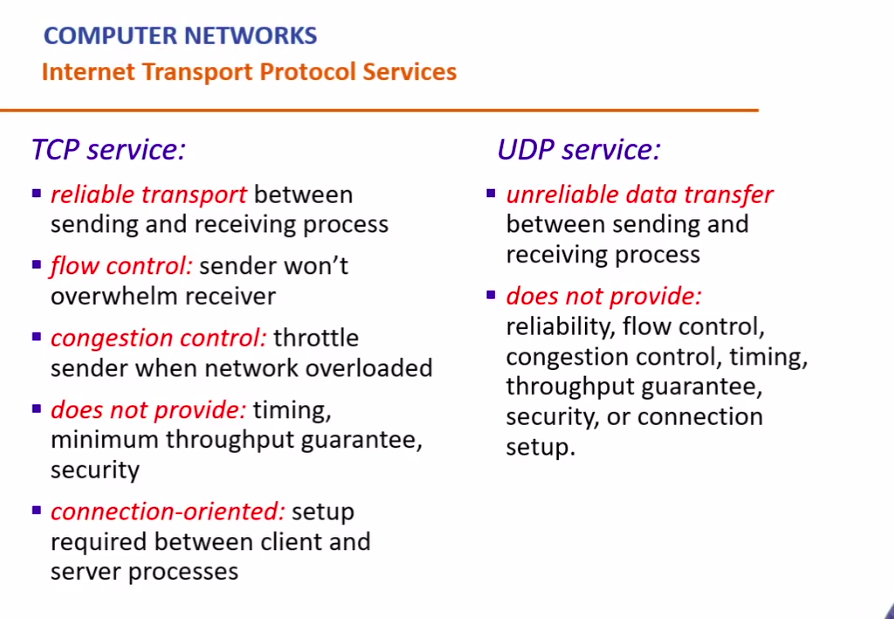 COMPUTER NETWORKS
Internet Transport Protocol Services
TCP service:
▪ reliable transport between
sending and receiving process
▪ flow control: sender won’t
overwhelm receiver
▪ congestion control: throttle
sender when network overloaded
▪ does not provide: timing,
minimum throughput guarantee,
security
▪ connection-oriented: setup
required between client and
server processes
UDP service:
▪ unreliable data transfer
between sending and
receiving process
▪ does not provide:
reliability, flow control,
congestion control, timing,
throughput guarantee,
security, or connection
setup.